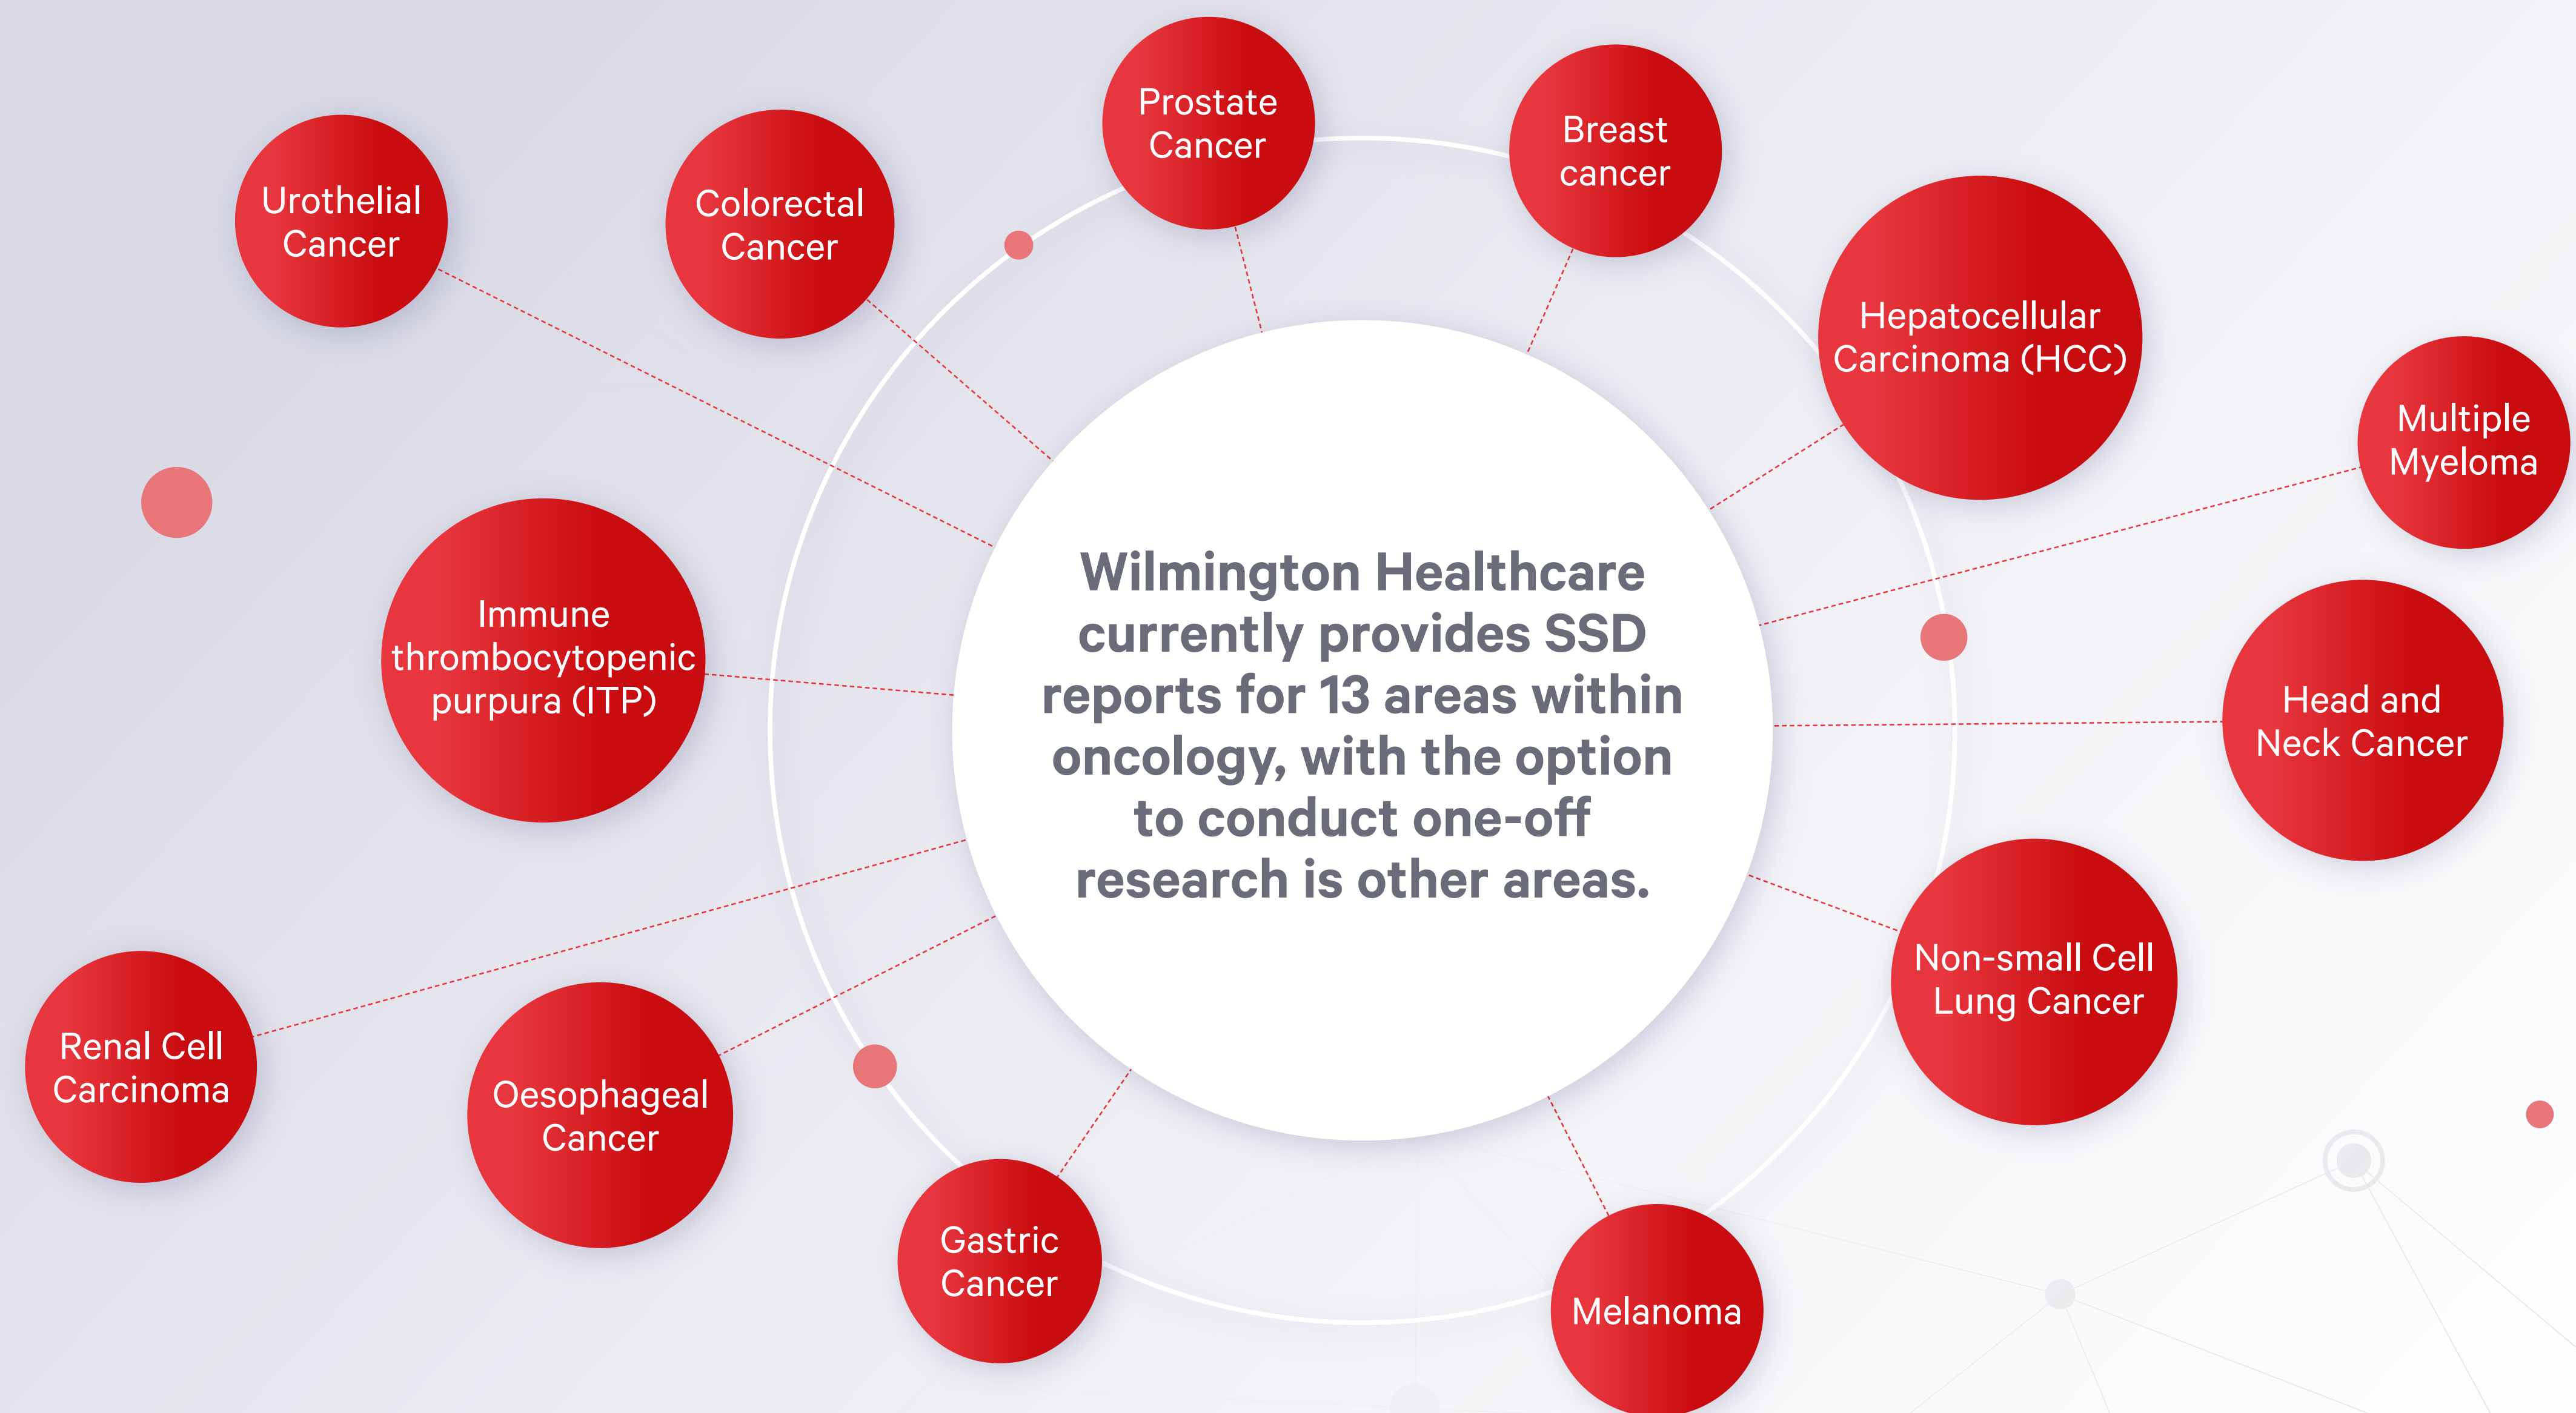 Prostate
Cancer
Breast
cancer
Urothelial
Cancer
Colorectal
Cancer
Hepatocellular
Carcinoma (HCC)
Multiple
Myeloma
Immune
thrombocytopenic
purpura (ITP)
Wilmington Healthcare
currently provides SSD
reports for 13 areas within
oncology, with the option
to conduct one-off
research is other areas.
Head and
Neck Cancer
Non-small Cell
Lung Cancer
Renal Cell
Carcinoma
Oesophageal
Cancer
Gastric
Cancer
Melanoma